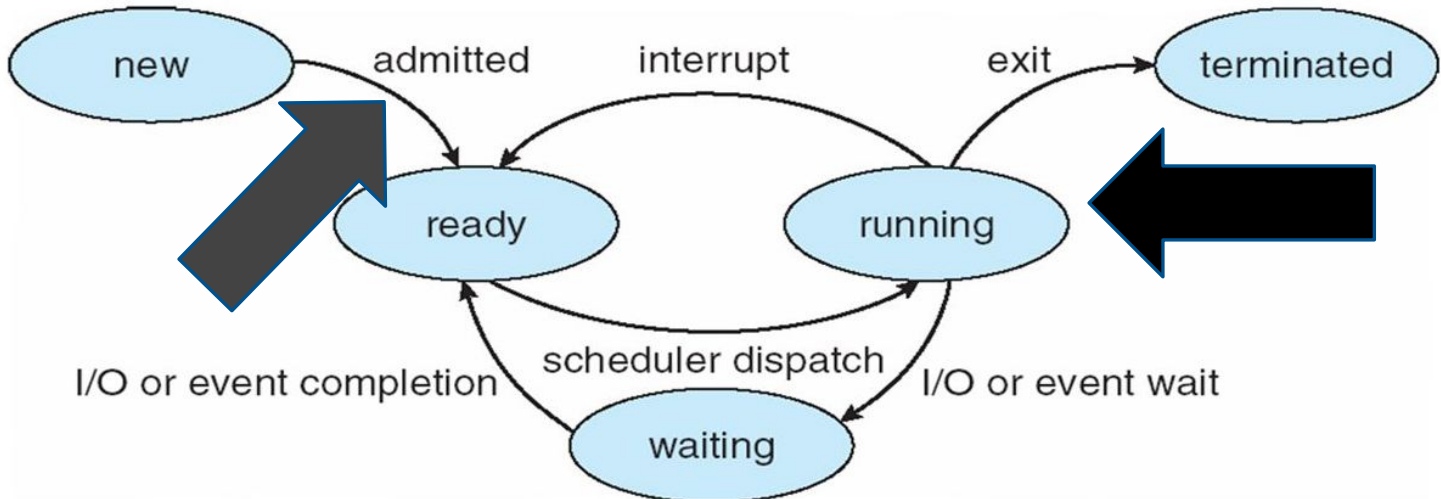 new
admitted
interrupt
exit
terminated
ready
running
scheduler dispatch
I/O or event completion
I/O or event wait
waiting